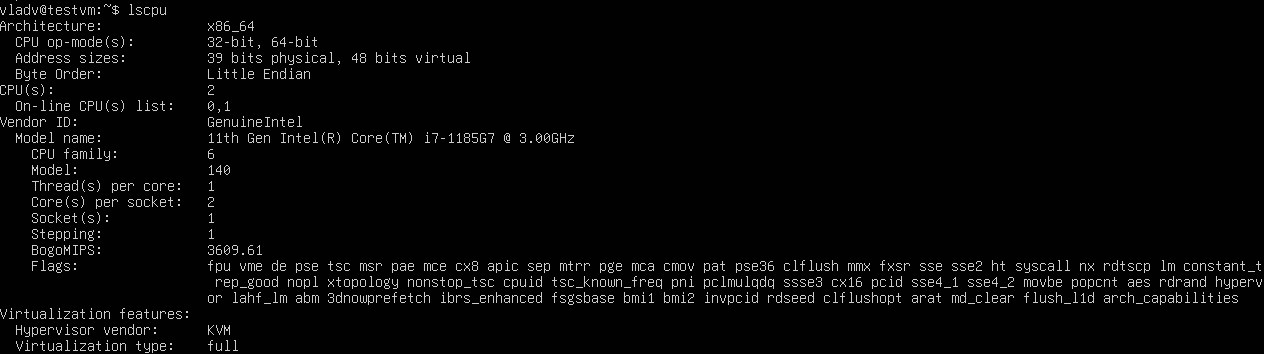 vladv@testvm:~$ lscpu
Architecture:            x86_64
  CPU op-mode(s):        32-bit, 64-bit
  Address sizes:         39 bits physical, 48 bits virtual
  Byte Order:            Little Endian
CPU(s):                  2
  On-line CPU(s) list:   0,1
Vendor ID:               GenuineIntel
  Model name:            11th Gen Intel(R) Core(TM) i7-1185G7 @ 3.00GHz
    CPU family:          6
    Model:               140
    Thread(s) per core:  1
    Core(s) per socket:  2
    Socket(s):           1
    Stepping:            1
    BogoMIPS:            3609.61
    Flags:               fpu vme de pse tsc msr pae mce cx8 apic sep mtrr pge mca cmov pat pse36 clflush mmx fxsr sse sse2 ht syscall nx rdtscp lm constant_t
                          rep_good nopl xtopology nonstop_tsc cpuid tsc_known_freq pni pclmulqdq ssse3 cx16 pcid sse4_1 sse4_2 movbe popcnt aes rdrand hyperv
                         or lahf_lm abm 3dnowprefetch ibrs_enhanced fsgsbase bmi1 bmi2 invpcid rdseed clflushopt arat md_clear flush_l1d arch_capabilities
Virtualization features:
  Hypervisor vendor:     KVM
  Virtualization type:   full